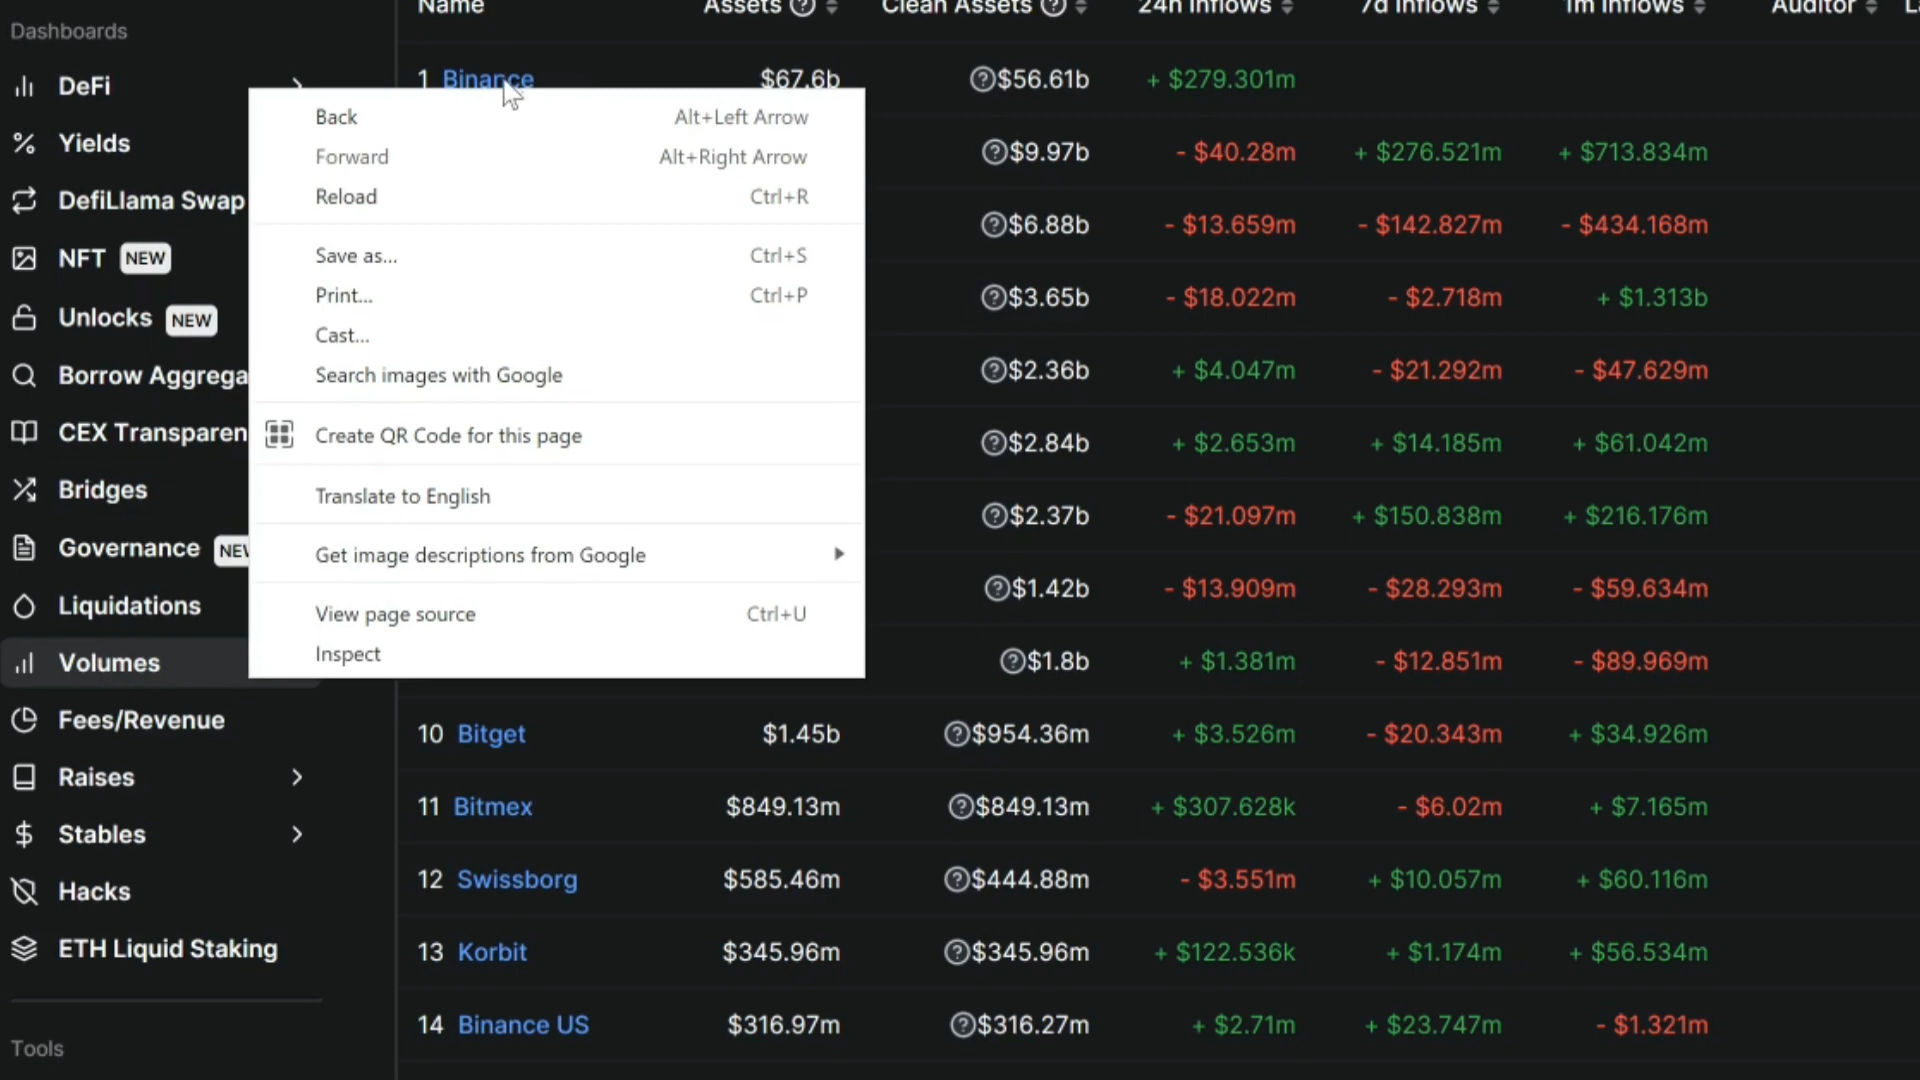 Name Assets Clean Assets 24h Inflows 7d Inflows 1m Inflows Auditor
Dashboards
DeFi
Yields
DefiLlama Swap
NFT NEW
Unlocks NEW
Borrow Aggrega
CEX Transparen
Bridges
Governance NEW
Liquidations
Volumes
Fees/Revenue
Raises
Stables
Hacks
ETH Liquid Staking
Tools
Back Alt+Left Arrow
Forward Alt+Right Arrow
Reload Ctrl+R
Save as... Ctrl+S
Print... Ctrl+P
Cast...
Search images with Google
Create QR Code for this page
Translate to English
Get image descriptions from Google
View page source Ctrl+U
Inspect
1 Binance $67.6b $56.61b + $279.301m
$9.97b - $40.28m + $276.521m + $713.834m
$6.88b - $13.659m - $142.827m - $434.168m
$3.65b - $18.022m - $2.718m + $1.313b
$2.36b + $4.047m - $21.292m - $47.629m
$2.84b + $2.653m + $14.185m + $61.042m
$2.37b - $21.097m + $150.838m + $216.176m
$1.42b - $13.909m - $28.293m - $59.634m
$1.8b + $1.381m - $12.851m - $89.969m
10 Bitget $1.45b $954.36m + $3.526m - $20.343m + $34.926m
11 Bitmex $849.13m $849.13m + $307.628k - $6.02m + $7.165m
12 Swissborg $585.46m $444.88m - $3.551m + $10.057m + $60.116m
13 Korbit $345.96m $345.96m + $122.536k + $1.174m + $56.534m
14 Binance US $316.97m $316.27m + $2.71m + $23.747m - $1.321m